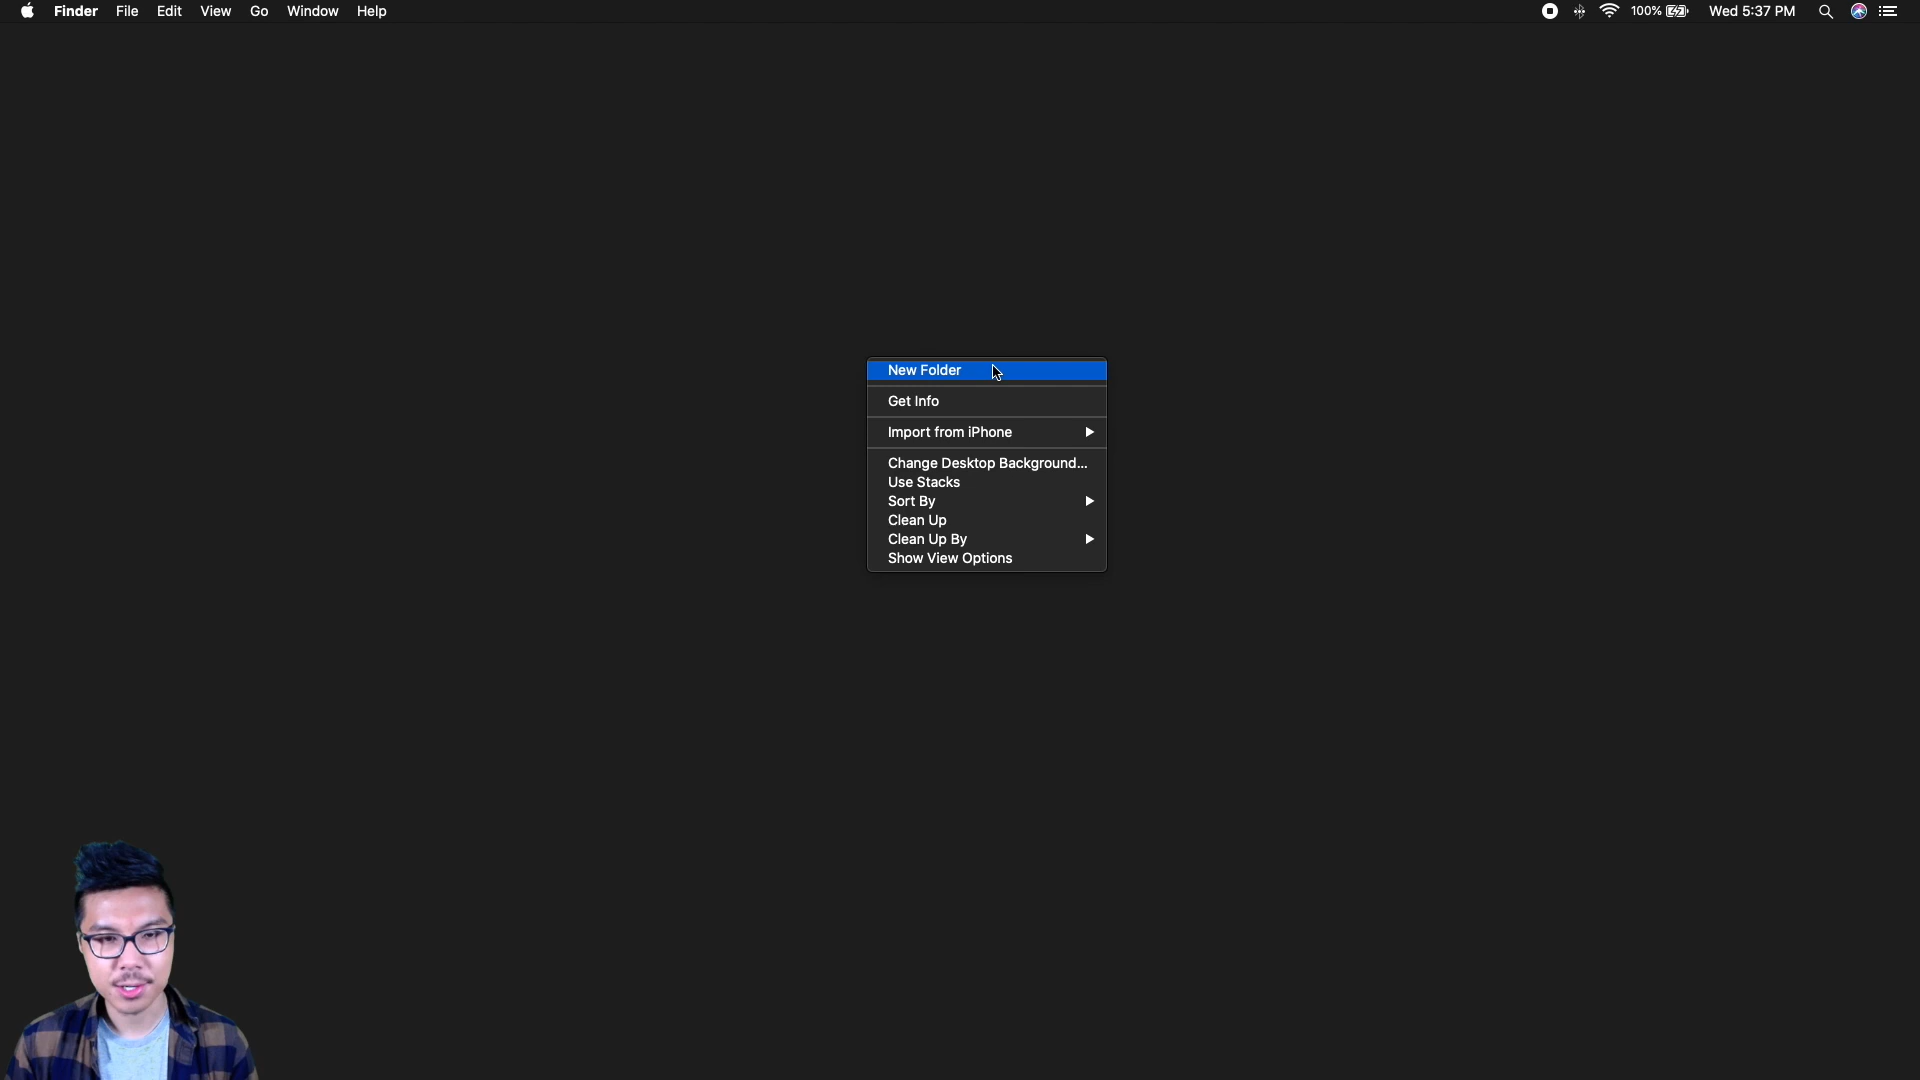 Finder File Edit View Go Window Help 100% Wed 5:37 PM
New Folder
Get Info
Import from iPhone
Change Desktop Background...
Use Stacks
Sort By
Clean Up
Clean Up By
Show View Options